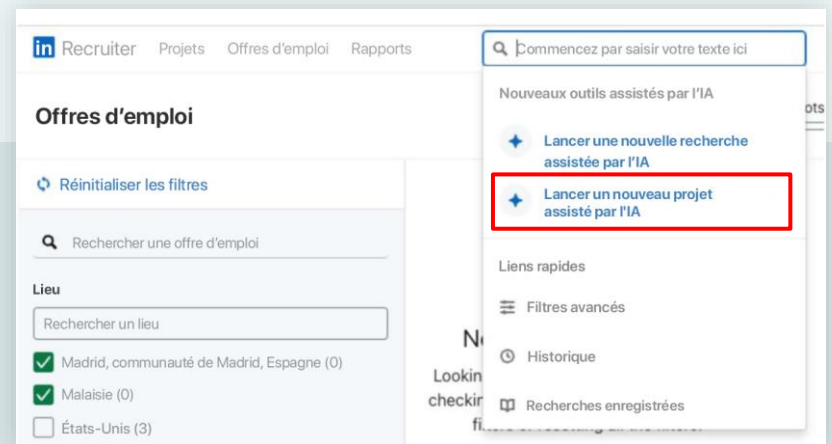 in Recruiter Projets Offres d'emploi Rapports
Commencez par saisir votre texte ici
Offres d'emploi
Nouveaux outils assistés par l'IA
Lancer une nouvelle recherche
assistée par l'IA
Lancer un nouveau projet
assisté par l'IA
Réinitialiser les filtres
Rechercher une offre d'emploi
Lieu
Rechercher un lieu
Madrid, communauté de Madrid, Espagne (0)
Malaisie (0)
États-Unis (3)
Liens rapides
Filtres avancés
Historique
Recherches enregistrées